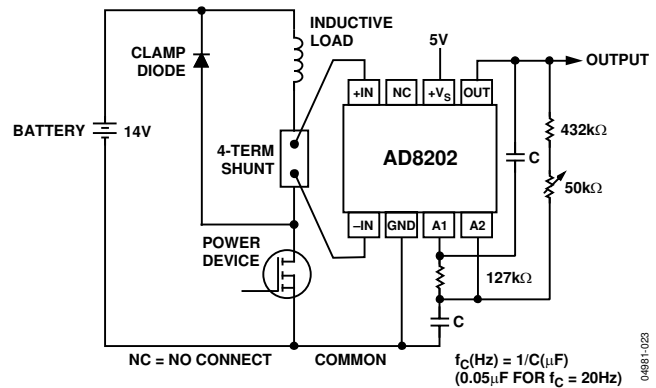 INDUCTIVE
LOAD
CLAMP
DIODE
5V
OUTPUT
+IN
NC
+VS
OUT
BATTERY
14V
4-TERM
SHUNT
AD8202
C
432kΩ
50kΩ
–IN
GND
A1
A2
POWER
DEVICE
127kΩ
C
NC = NO CONNECT
COMMON
fC(Hz) = 1/C(μF)
(0.05μF FOR fC = 20Hz)
04981-023